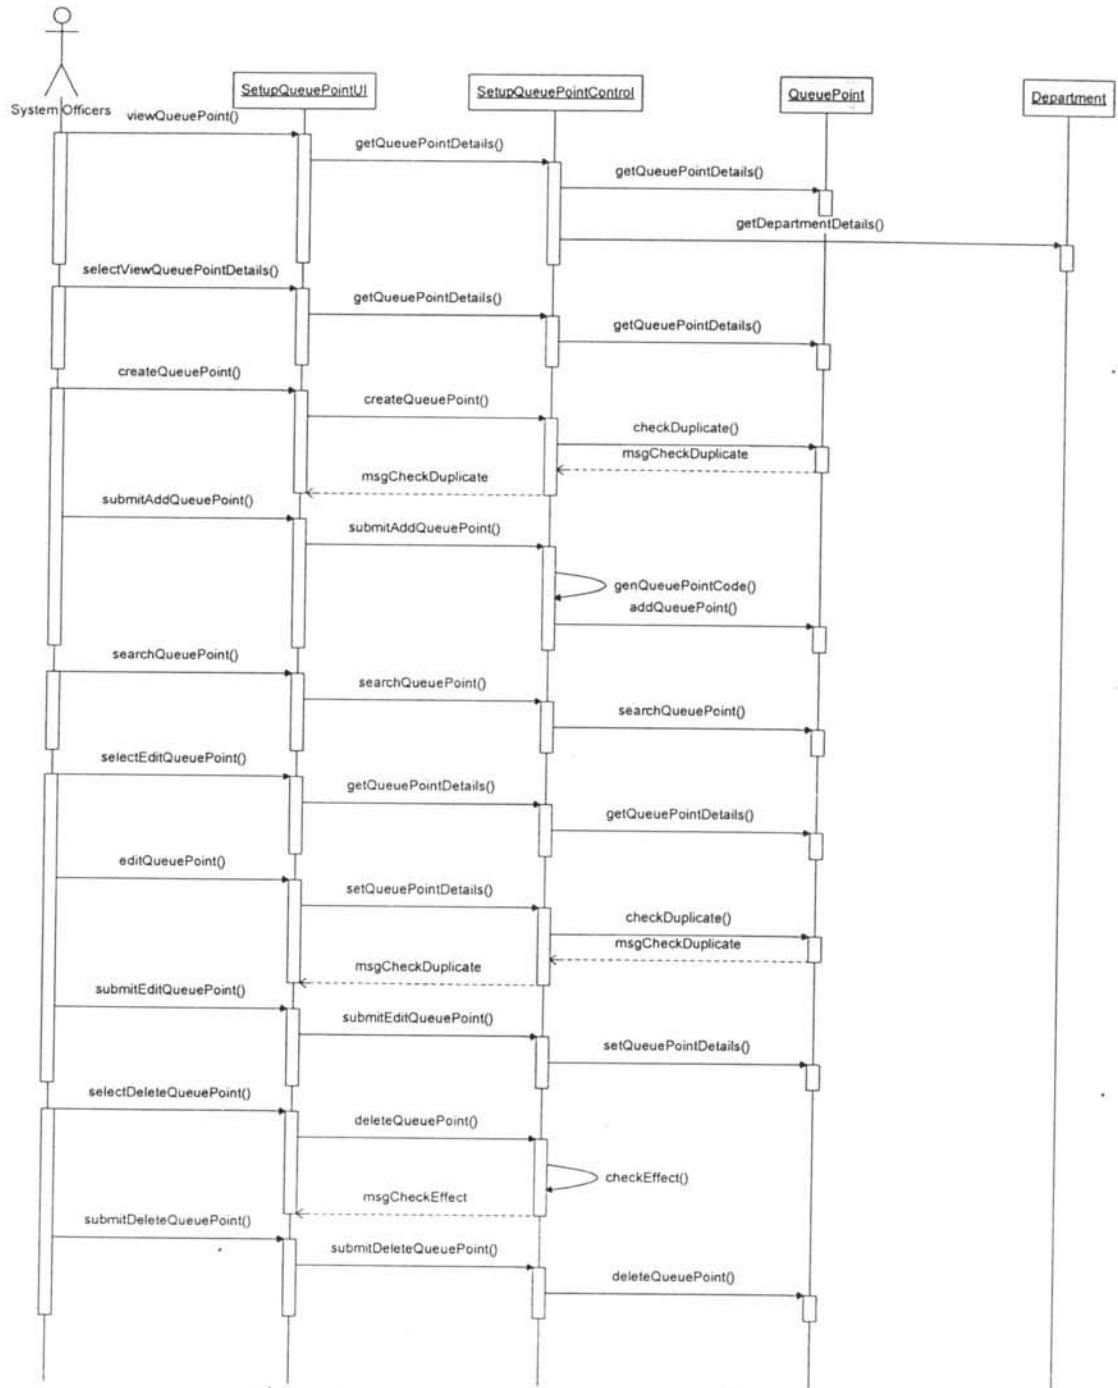 System Officers
SetupQueuePointUI
SetupQueuePointControl
QueuePoint
Department
viewQueuePoint()
getQueuePointDetails()
getQueuePointDetails()
getDepartmentDetails()
selectViewQueuePointDetails()
getQueuePointDetails()
getQueuePointDetails()
createQueuePoint()
createQueuePoint()
checkDuplicate()
msgCheckDuplicate
msgCheckDuplicate
submitAddQueuePoint()
submitAddQueuePoint()
genQueuePointCode()
addQueuePoint()
searchQueuePoint()
searchQueuePoint()
searchQueuePoint()
selectEditQueuePoint()
getQueuePointDetails()
getQueuePointDetails()
editQueuePoint()
setQueuePointDetails()
checkDuplicate()
msgCheckDuplicate
msgCheckDuplicate
submitEditQueuePoint()
submitEditQueuePoint()
setQueuePointDetails()
selectDeleteQueuePoint()
deleteQueuePoint()
checkEffect()
msgCheckEffect
submitDeleteQueuePoint()
submitDeleteQueuePoint()
deleteQueuePoint()